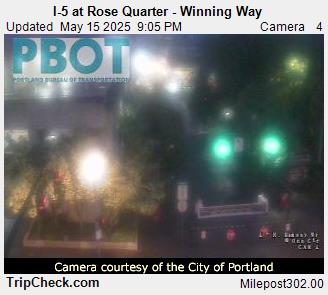 I-5 at Rose Quarter - Winning Way
Updated May 15 2025 9:05 PM Camera 4
PBOT
PORTLAND BUREAU OF TRANSPORTATION
Camera courtesy of the City of Portland
TripCheck.com Milepost302.00